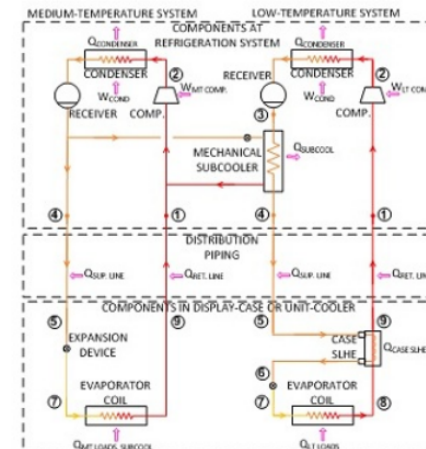 MEDIUM-TEMPERATURE SYSTEM LOW-TEMPERATURE SYSTEM
COMPONENTS AT
REFRIGERATION SYSTEM
QCONDENSER QCONDENSER
CONDENSER ② RECEIVER CONDENSER ②
WCOND WMT COMP. WCOND WLT COM
RECEIVER COMP. ③ COMP.
MECHANICAL
SUBCOOLER
QSUBCOOL
④ ① ④ ①
DISTRIBUTION
PIPING
QSUP. LINE QRET. LINE QSUP. LINE QRET. LINE
COMPONENTS IN DISPLAY-CASE OR UNIT-COOLER
⑤ ⑨ ⑤ ⑨
EXPANSION
DEVICE
CASE
SLHE
QCASE SLHE
⑥
EVAPORATOR EVAPORATOR
⑦ COIL ⑦ COIL ⑧
QMT LOADS, SUBCOOL QLT LOADS